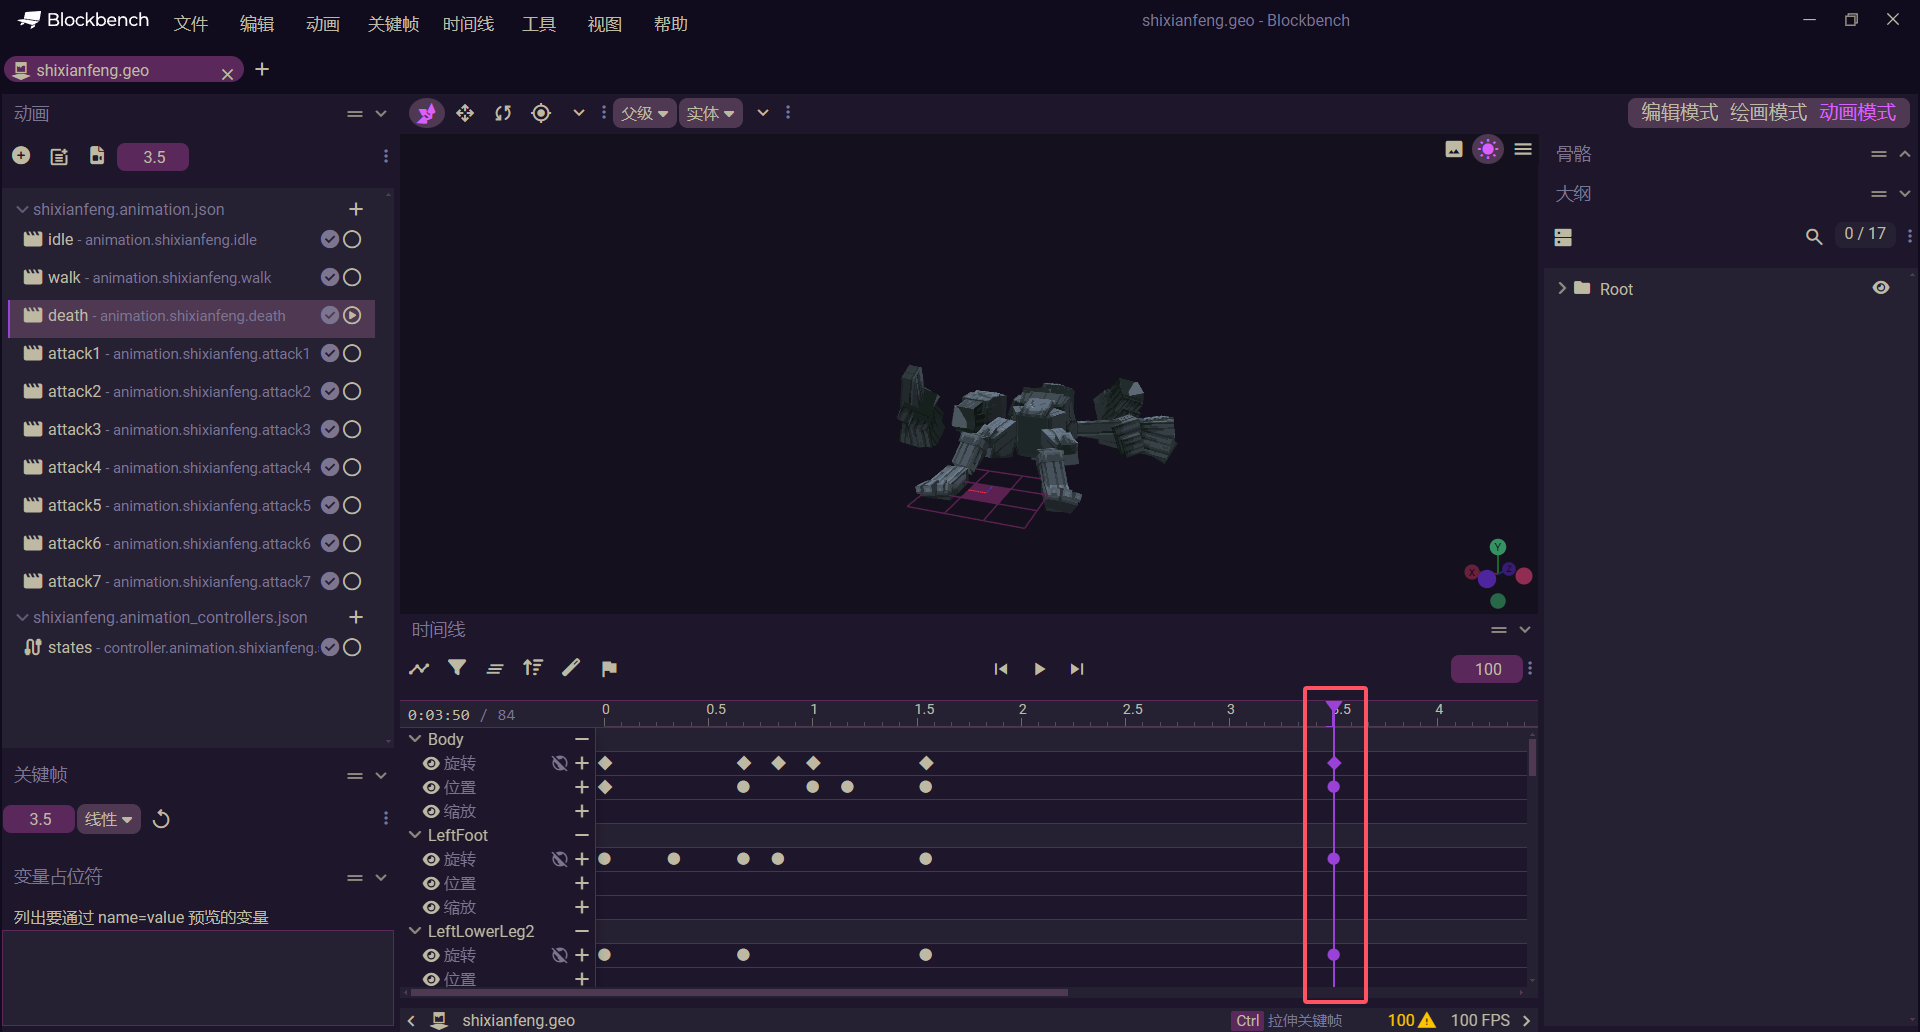 Blockbench 文件 编辑 动画 关键帧 时间线 工具 视图 帮助
shixianfeng.geo - Blockbench
shixianfeng.geo
动画
父级 实体
编辑模式 绘画模式 动画模式
3.5
shixianfeng.animation.json
idle - animation.shixianfeng.idle
walk - animation.shixianfeng.walk
death - animation.shixianfeng.death
attack1 - animation.shixianfeng.attack1
attack2 - animation.shixianfeng.attack2
attack3 - animation.shixianfeng.attack3
attack4 - animation.shixianfeng.attack4
attack5 - animation.shixianfeng.attack5
attack6 - animation.shixianfeng.attack6
attack7 - animation.shixianfeng.attack7
shixianfeng.animation_controllers.json
states - controller.animation.shixianfeng.
关键帧
3.5 线性
变量占位符
列出要通过 name=value 预览的变量
Y
X
Z
骨骼
大纲
0 / 17
Root
时间线
100
0:03:50 / 84
0 0.5 1 1.5 2 2.5 3 3.5 4
Body
旋转
位置
缩放
LeftFoot
旋转
位置
缩放
LeftLowerLeg2
旋转
位置
shixianfeng.geo
Ctrl 拉伸关键帧
100 100 FPS